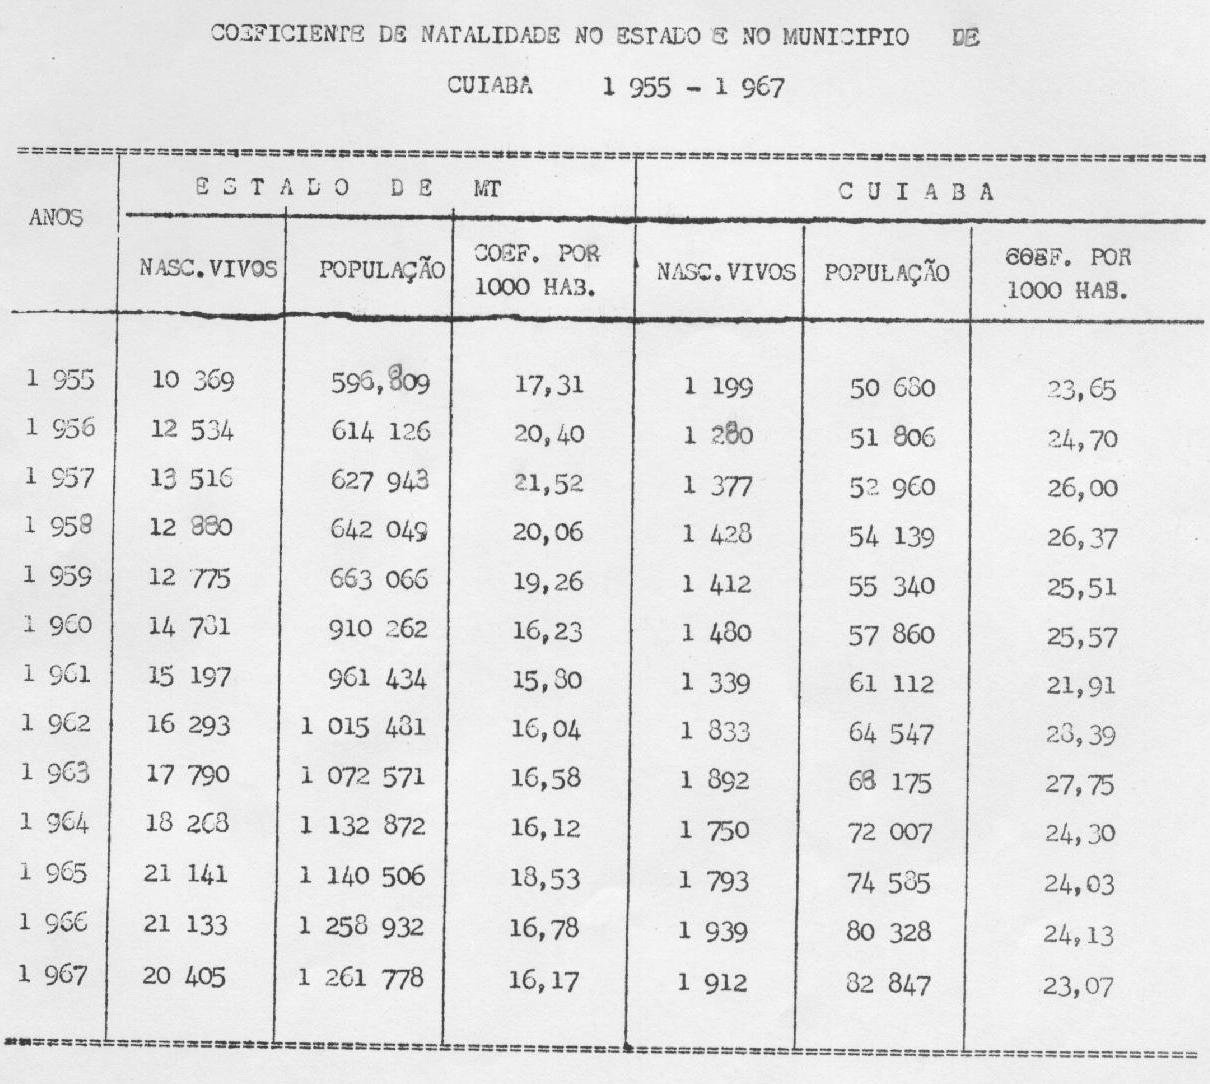 COEFICIENTE DE NATALIDADE NO ESTADO E NO MUNICIPIO DE
CUIABA 1 955 - 1 967
ANOS
E S T A D O D E MT
C U I A B A
NASC.VIVOS POPULAÇÃO COEF. POR 1000 HAB. NASC.VIVOS POPULAÇÃO COEF. POR 1000 HAB.
1 955 10 369 596,809 17,31 1 199 50 680 23,65
1 956 12 534 614 126 20,40 1 280 51 806 24,70
1 957 13 516 627 943 21,52 1 377 52 960 26,00
1 958 12 880 642 049 20,06 1 428 54 139 26,37
1 959 12 775 663 066 19,26 1 412 55 340 25,51
1 960 14 781 910 262 16,23 1 480 57 860 25,57
1 961 15 197 961 434 15,80 1 339 61 112 21,91
1 962 16 293 1 015 481 16,04 1 833 64 547 28,39
1 963 17 790 1 072 571 16,58 1 892 68 175 27,75
1 964 18 268 1 132 872 16,12 1 750 72 007 24,30
1 965 21 141 1 140 506 18,53 1 793 74 585 24,03
1 966 21 133 1 258 932 16,78 1 939 80 328 24,13
1 967 20 405 1 261 778 16,17 1 912 82 847 23,07